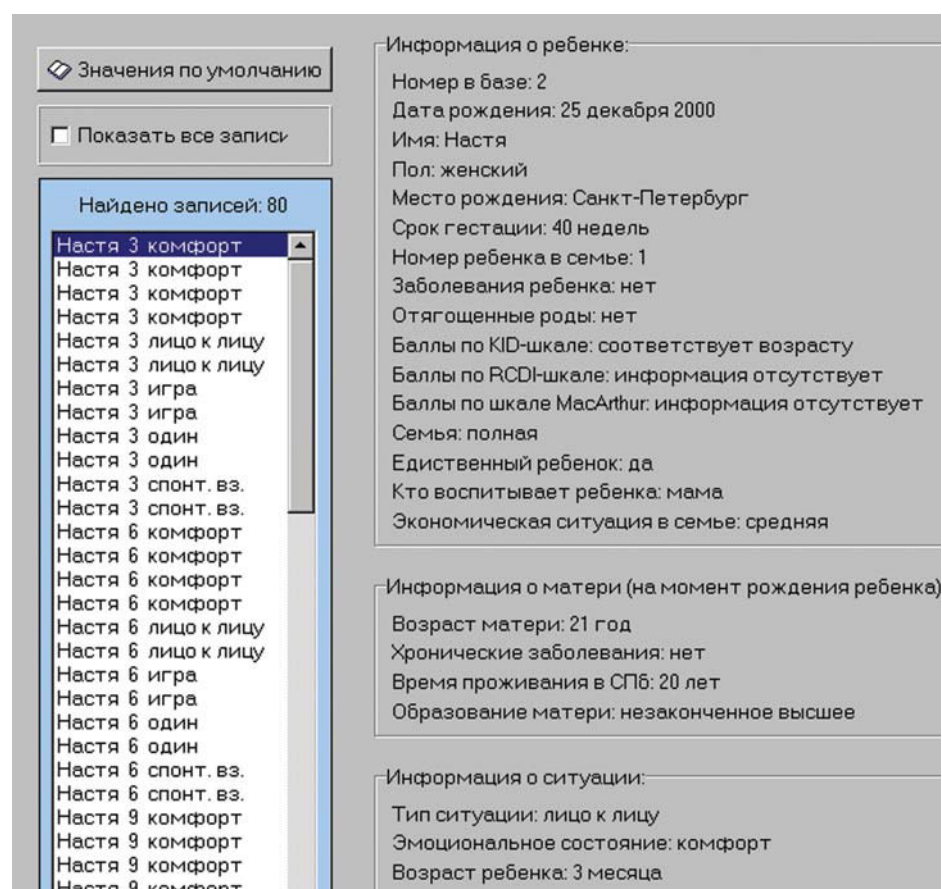 Значения по умолчанию
Показать все записи
Найдено записей: 80
Настя 3 комфорт
Настя 3 комфорт
Настя 3 комфорт
Настя 3 комфорт
Настя 3 лицо к лицу
Настя 3 лицо к лицу
Настя 3 игра
Настя 3 игра
Настя 3 один
Настя 3 один
Настя 3 спонт. вз.
Настя 3 спонт. вз.
Настя 6 комфорт
Настя 6 комфорт
Настя 6 комфорт
Настя 6 комфорт
Настя 6 лицо к лицу
Настя 6 лицо к лицу
Настя 6 игра
Настя 6 игра
Настя 6 один
Настя 6 один
Настя 6 спонт. вз.
Настя 6 спонт. вз.
Настя 9 комфорт
Настя 9 комфорт
Настя 9 комфорт
Настя 9 комфорт
Информация о ребенке:
Номер в базе: 2
Дата рождения: 25 декабря 2000
Имя: Настя
Пол: женский
Место рождения: Санкт-Петербург
Срок гестации: 40 недель
Номер ребенка в семье: 1
Заболевания ребенка: нет
Отягощенные роды: нет
Баллы по KID-шкале: соответствует возрасту
Баллы по RCDI-шкале: информация отсутствует
Баллы по шкале MacArthur: информация отсутствует
Семья: полная
Едиственный ребенок: да
Кто воспитывает ребенка: мама
Экономическая ситуация в семье: средняя
Информация о матери (на момент рождения ребенка)
Возраст матери: 21 год
Хронические заболевания: нет
Время проживания в СПб: 20 лет
Образование матери: незаконченное высшее
Информация о ситуации:
Тип ситуации: лицо к лицу
Эмоциональное состояние: комфорт
Возраст ребенка: 3 месяца